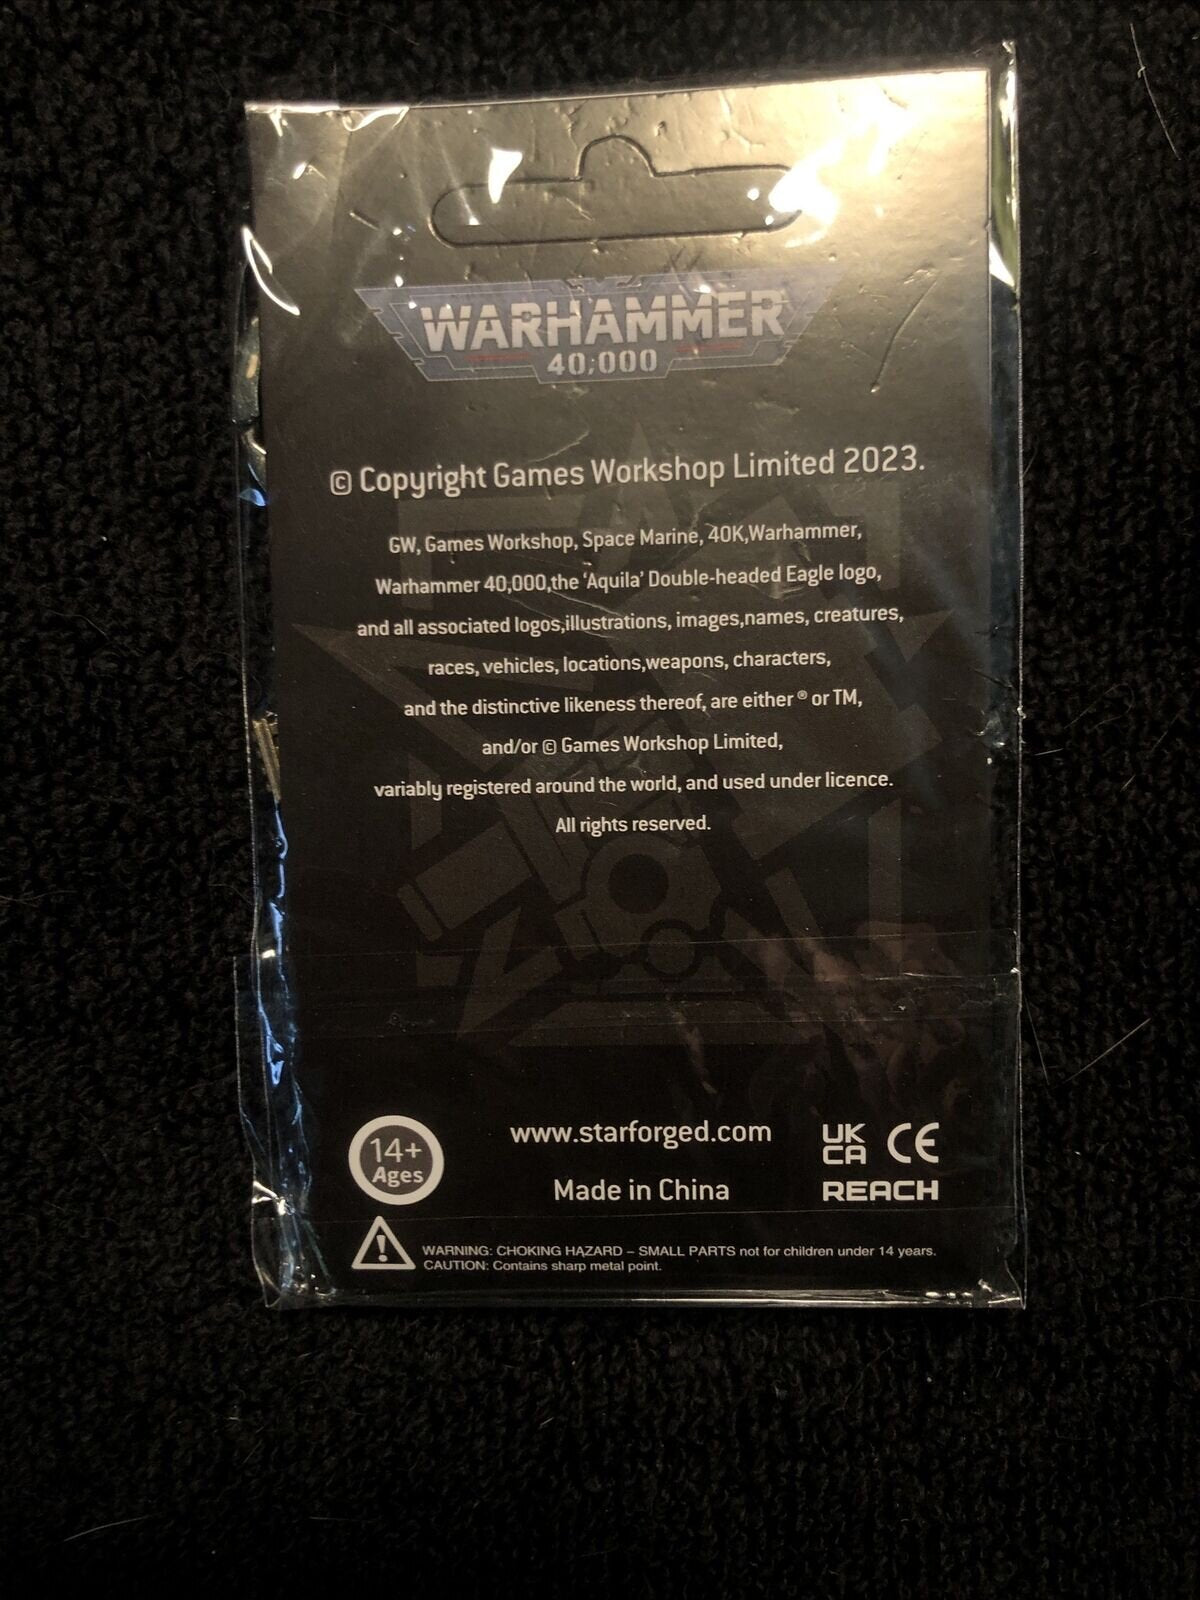 WARHAMMER
40,000
© Copyright Games Workshop Limited 2023.
GW, Games Workshop, Space Marine, 40K,Warhammer,
Warhammer 40,000,the ‘Aquila’ Double-headed Eagle logo,
and all associated logos,illustrations, images,names, creatures,
races, vehicles, locations,weapons, characters,
and the distinctive likeness thereof, are either ® or TM,
and/or © Games Workshop Limited,
variably registered around the world, and used under licence.
All rights reserved.
14+
Ages
www.starforged.com
Made in China
UK
CA
CE
REACH
WARNING: CHOKING HAZARD – SMALL PARTS not for children under 14 years.
CAUTION: Contains sharp metal point.